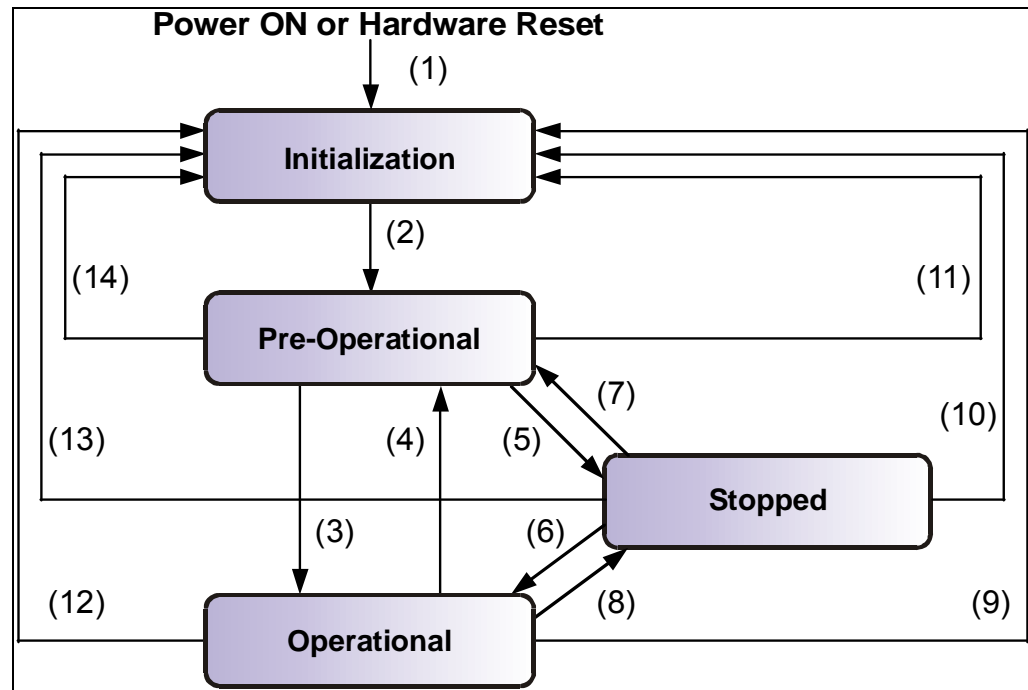 Power ON or Hardware Reset
(1)
Initialization
(2)
(14)
(11)
Pre-Operational
(7)
(10)
(13)
(4)
(5)
Stopped
(3)
(6)
(12)
(8)
(9)
Operational